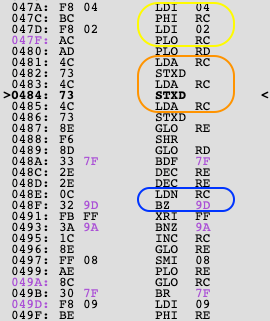 047A: F8 04 LDI 04
047C: BC PHI RC
047D: F8 02 LDI 02
047F: AC PLO RC
0480: AD PLO RD
0481: 4C LDA RC
0482: 73 STXD
0483: 4C LDA RC
>0484: 73 STXD <
0485: 4C LDA RC
0486: 73 STXD
0487: 8E GLO RE
0488: F6 SHR
0489: 8D GLO RD
048A: 33 7F BDF 7F
048C: 2E DEC RE
048D: 2E DEC RE
048E: 0C LDN RC
048F: 32 9D BZ 9D
0491: FB FF XRI FF
0493: 3A 9A BNZ 9A
0495: 1C INC RC
0496: 8E GLO RE
0497: FF 08 SMI 08
0499: AE PLO RE
049A: 8C GLO RC
049B: 30 7F BR 7F
049D: F8 09 LDI 09
049F: BE PHI RE